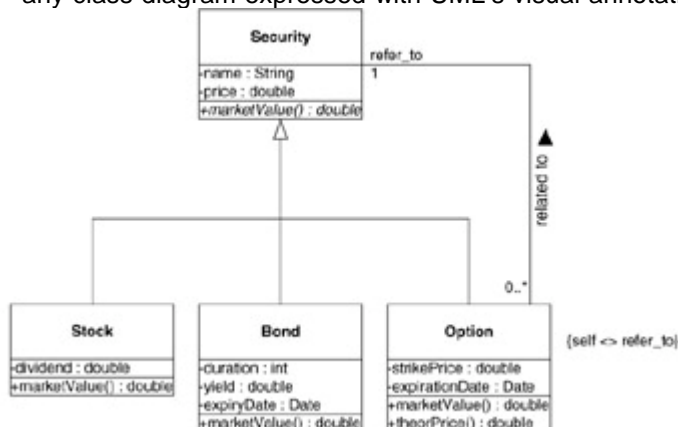 any class diagram expressed with UML's visual annotat
Security
refer_to
-name : String
1
-price : double
+marketValue() : double
related to
0..*
Stock
Bond
Option
{self <> refer_to}
-dividend : double
+marketValue() : double
-duration : int
-yield : double
-expiryDate : Date
+marketValue() : double
-strikePrice : double
-expirationDate : Date
+marketValue() : double
+theorPrice() : double